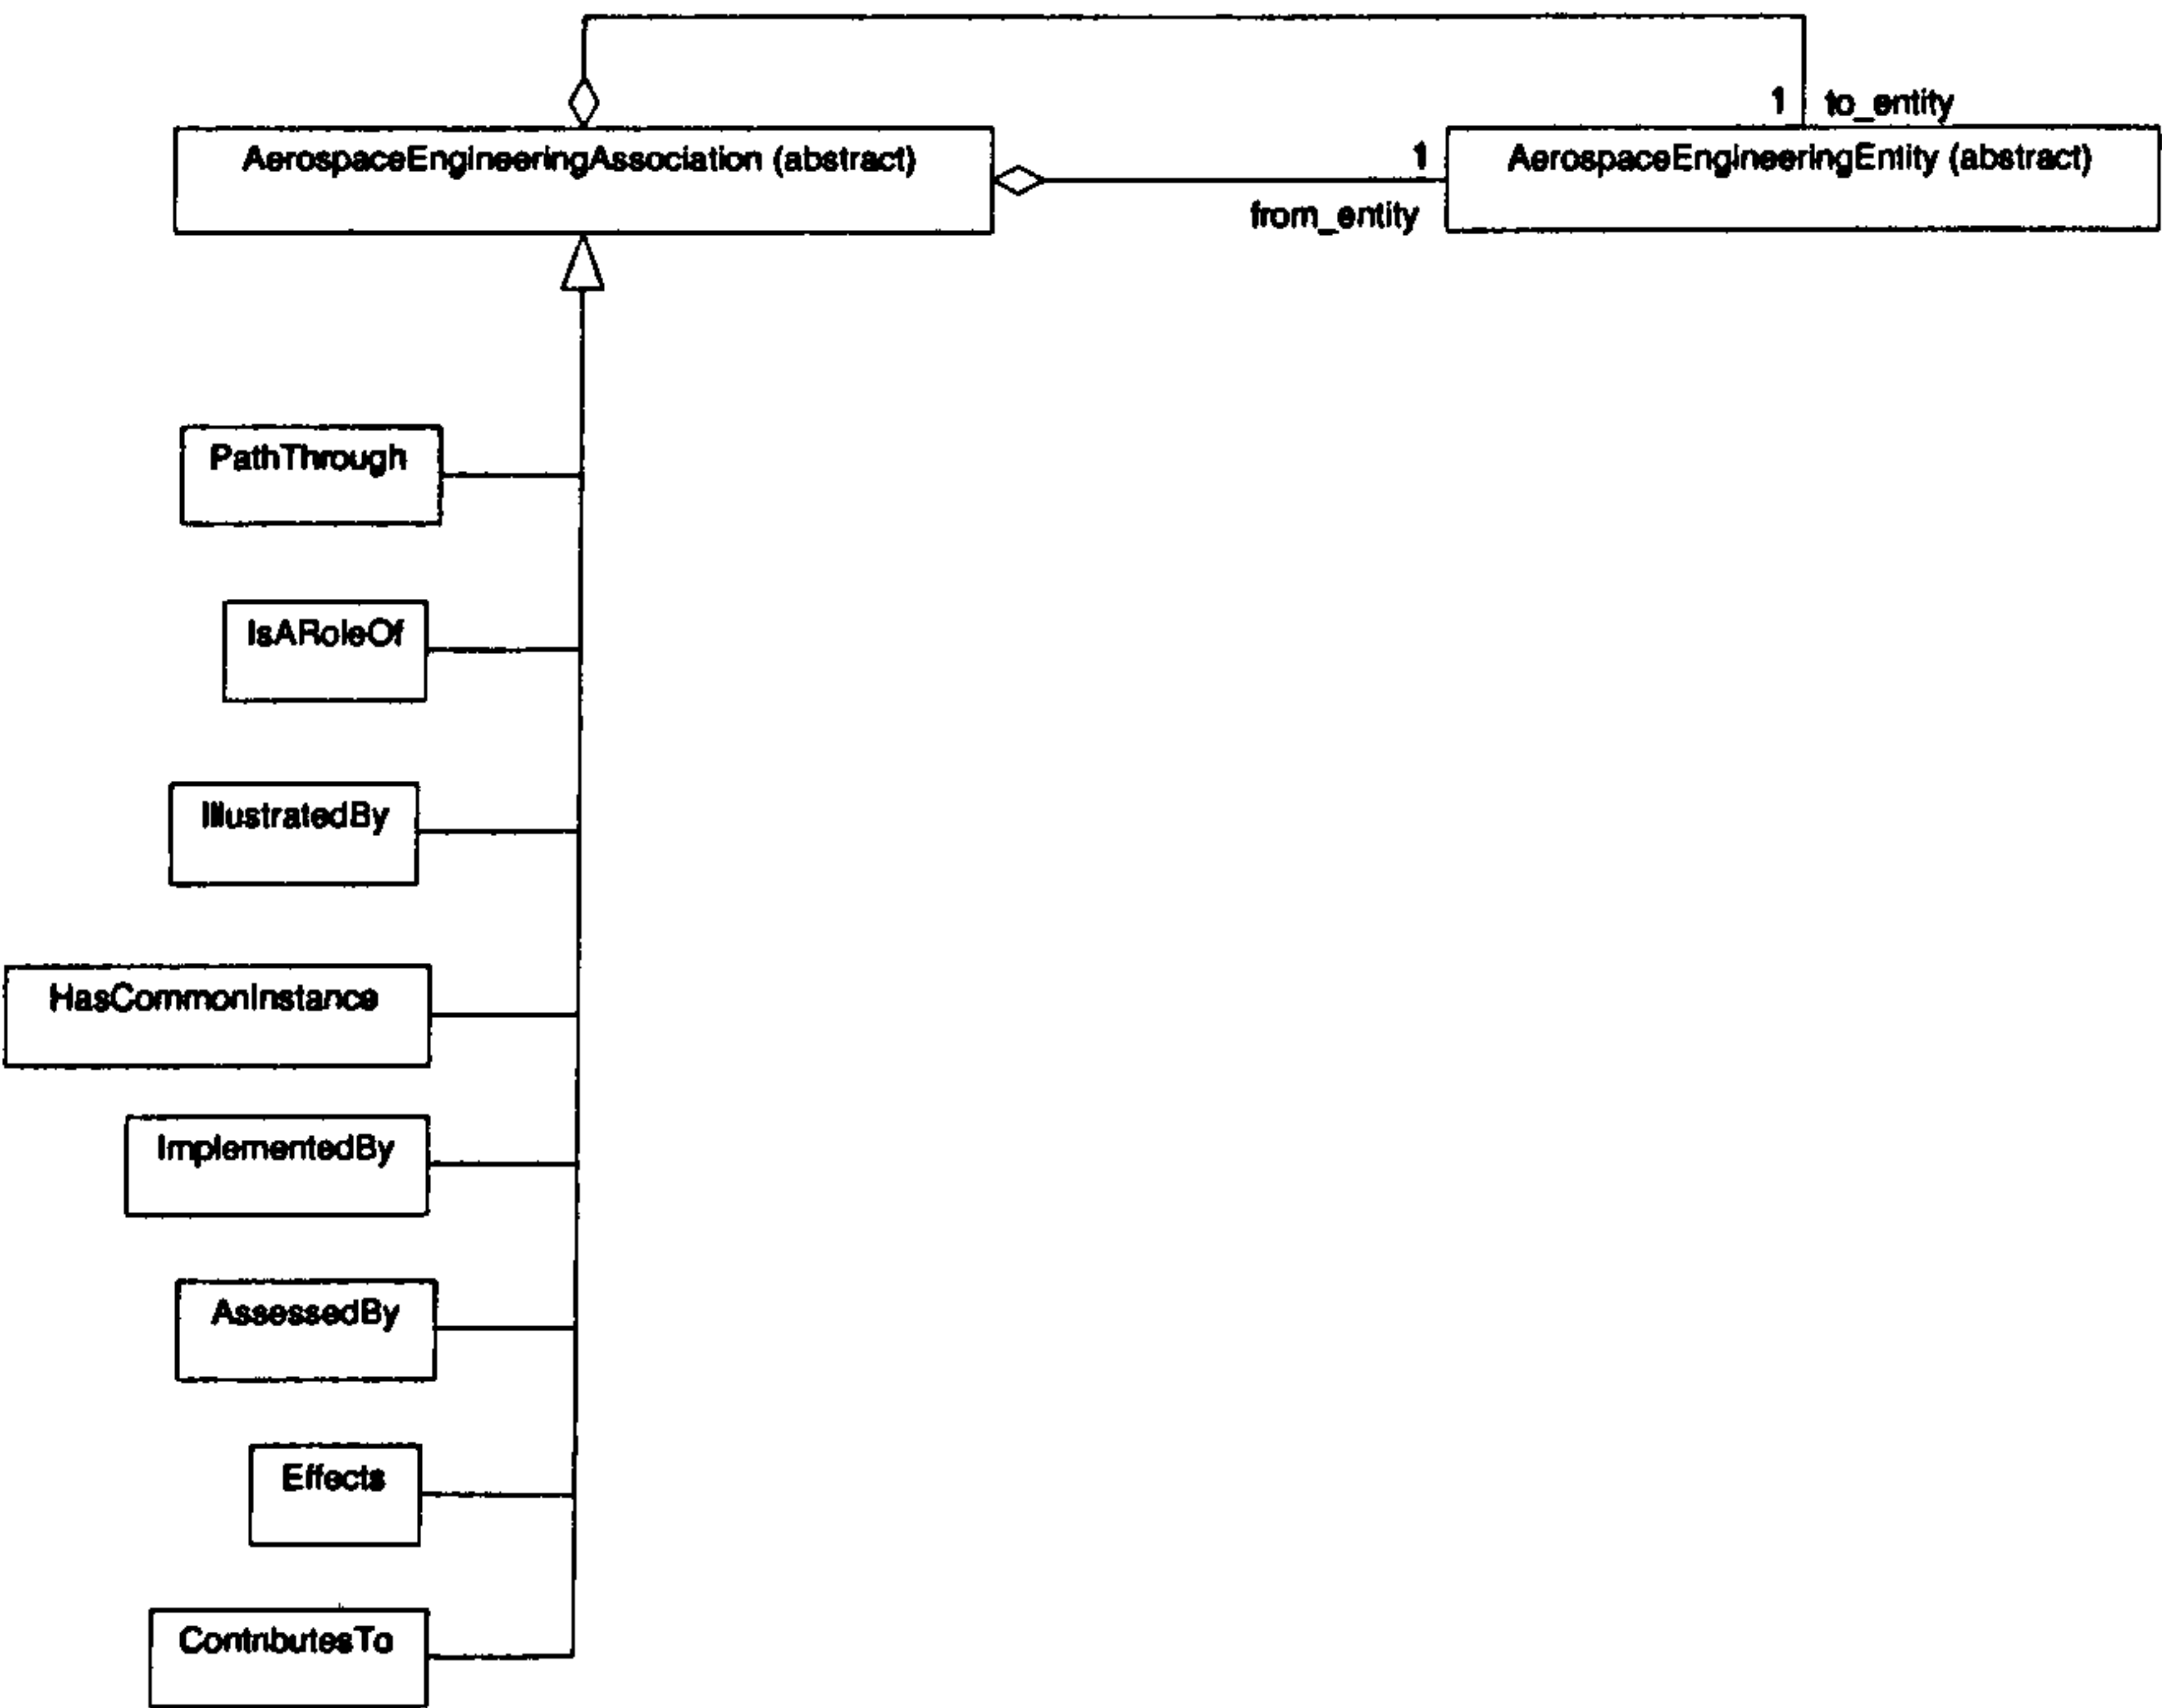 1 to_entity
AerospaceEngineeringAssociation (abstract)
1
AerospaceEngineeringEntity (abstract)
from_entity
PathThrough
IsARoleOf
IllustratedBy
HasCommonInstance
ImplementedBy
AssessedBy
Effects
ContributesTo